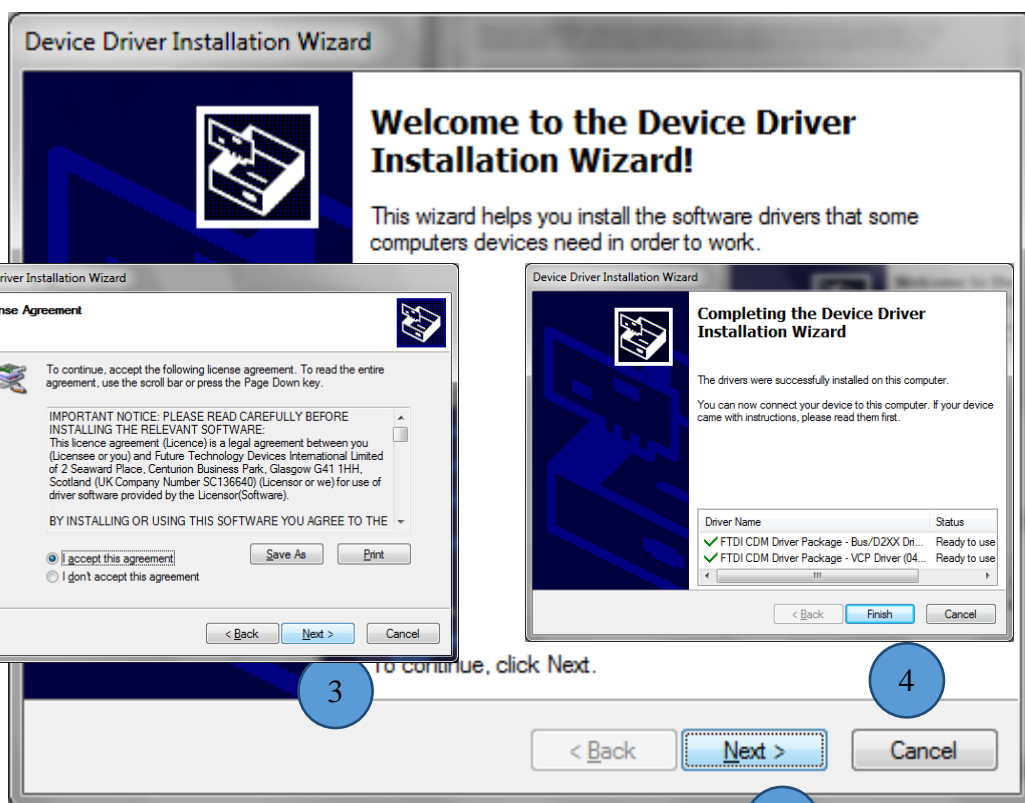 Device Driver Installation Wizard
Welcome to the Device Driver
Installation Wizard!
This wizard helps you install the software drivers that some
computers devices need in order to work.
river Installation Wizard
nse Agreement
To continue, accept the following license agreement. To read the entire
agreement, use the scroll bar or press the Page Down key.
IMPORTANT NOTICE: PLEASE READ CAREFULLY BEFORE
INSTALLING THE RELEVANT SOFTWARE:
This licence agreement (Licence) is a legal agreement between you
(Licensee or you) and Future Technology Devices International Limited
of 2 Seaward Place, Centurion Business Park, Glasgow G41 1HH,
Scotland (UK Company Number SC136640) (Licensor or we) for use of
driver software provided by the Licensor(Software).
BY INSTALLING OR USING THIS SOFTWARE YOU AGREE TO THE
I accept this agreement
Save As
Print
I don't accept this agreement
< Back
Next >
Cancel
3
Device Driver Installation Wizard
Completing the Device Driver
Installation Wizard
The drivers were successfully installed on this computer.
You can now connect your device to this computer. If your device
came with instructions, please read them first.
Driver Name
Status
FTDI CDM Driver Package - Bus/D2XX Dri...
Ready to use
FTDI CDM Driver Package - VCP Driver (04...
Ready to use
< Back
Finish
Cancel
4
To continue, click Next.
< Back
Next >
Cancel